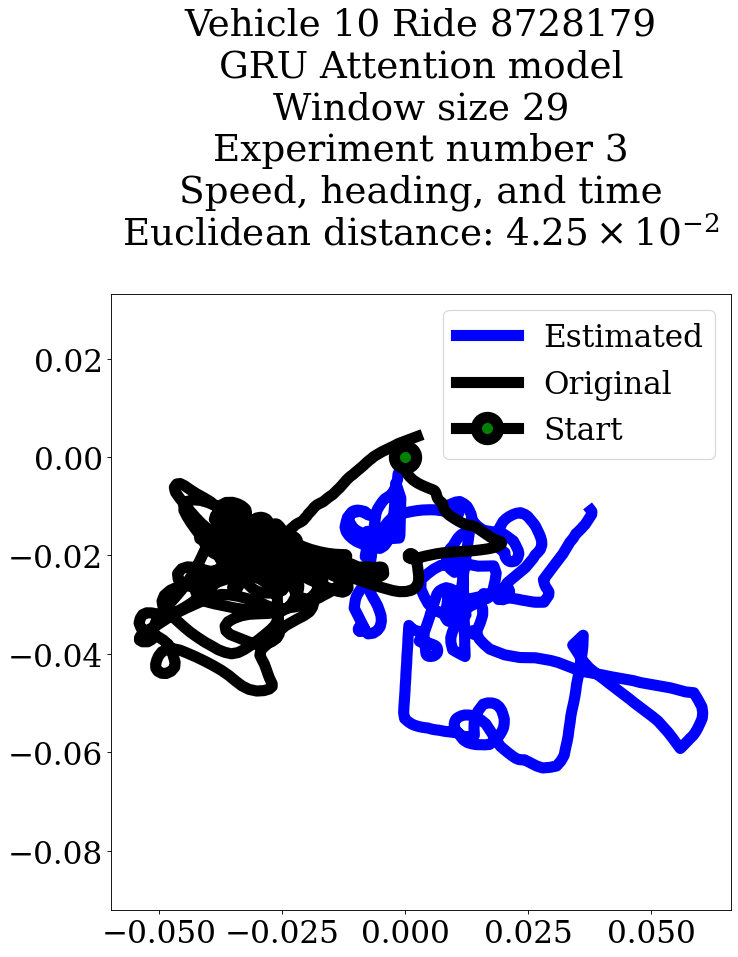 Vehicle 10 Ride 8728179
GRU Attention model
Window size 29
Experiment number 3
Speed, heading, and time
Euclidean distance: 4.25 × 10⁻²
Estimated
Original
Start
0.02
0.00
−0.02
−0.04
−0.06
−0.08
−0.050 −0.025 0.000 0.025 0.050